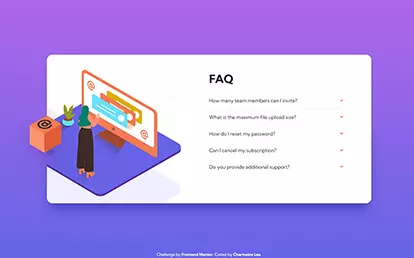 FAQ
How many team members can I invite?
What is the maximum file upload size?
How do I reset my password?
Can I cancel my subscription?
Do you provide additional support?
Challenge by Frontend Mentor. Coded by Charmaine Lee.